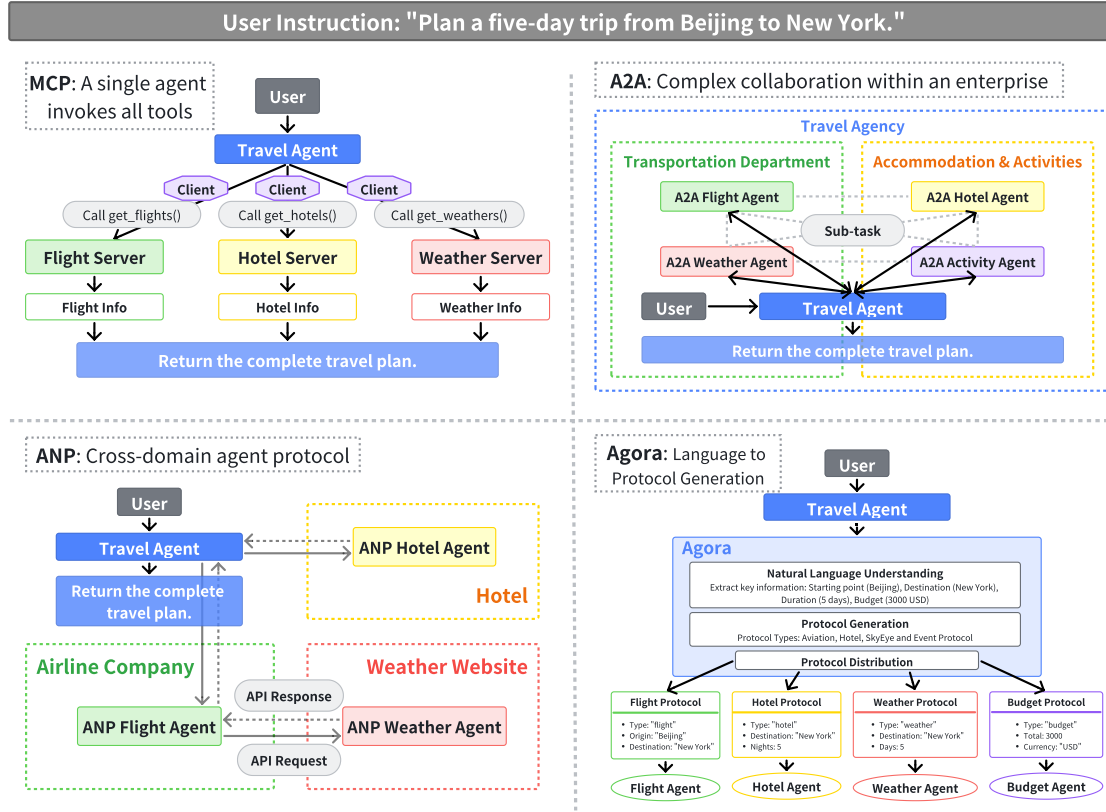 User Instruction: "Plan a five-day trip from Beijing to New York."
MCP: A single agent
invokes all tools
User
Travel Agent
Client
Client
Client
Call get_flights()
Call get_hotels()
Call get_weathers()
Flight Server
Hotel Server
Weather Server
Flight Info
Hotel Info
Weather Info
Return the complete travel plan.
A2A: Complex collaboration within an enterprise
Travel Agency
Transportation Department
Accommodation & Activities
A2A Flight Agent
A2A Hotel Agent
Sub-task
A2A Weather Agent
A2A Activity Agent
User
Travel Agent
Return the complete travel plan.
ANP: Cross-domain agent protocol
User
Travel Agent
ANP Hotel Agent
Return the complete
travel plan.
Hotel
Airline Company
Weather Website
API Response
ANP Flight Agent
ANP Weather Agent
API Request
Agora: Language to
Protocol Generation
User
Travel Agent
Agora
Natural Language Understanding
Extract key information: Starting point (Beijing), Destination (New York),
Duration (5 days), Budget (3000 USD)
Protocol Generation
Protocol Types: Aviation, Hotel, SkyEye and Event Protocol
Protocol Distribution
Flight Protocol
• Type: "flight"
• Origin: "Beijing"
• Destination: "New York"
Hotel Protocol
• Type: "hotel"
• Destination: "New York"
• Nights: 5
Weather Protocol
• Type: "weather"
• Destination: "New York"
• Days: 5
Budget Protocol
• Type: "budget"
• Total: 3000
• Currency: "USD"
Flight Agent
Hotel Agent
Weather Agent
Budget Agent